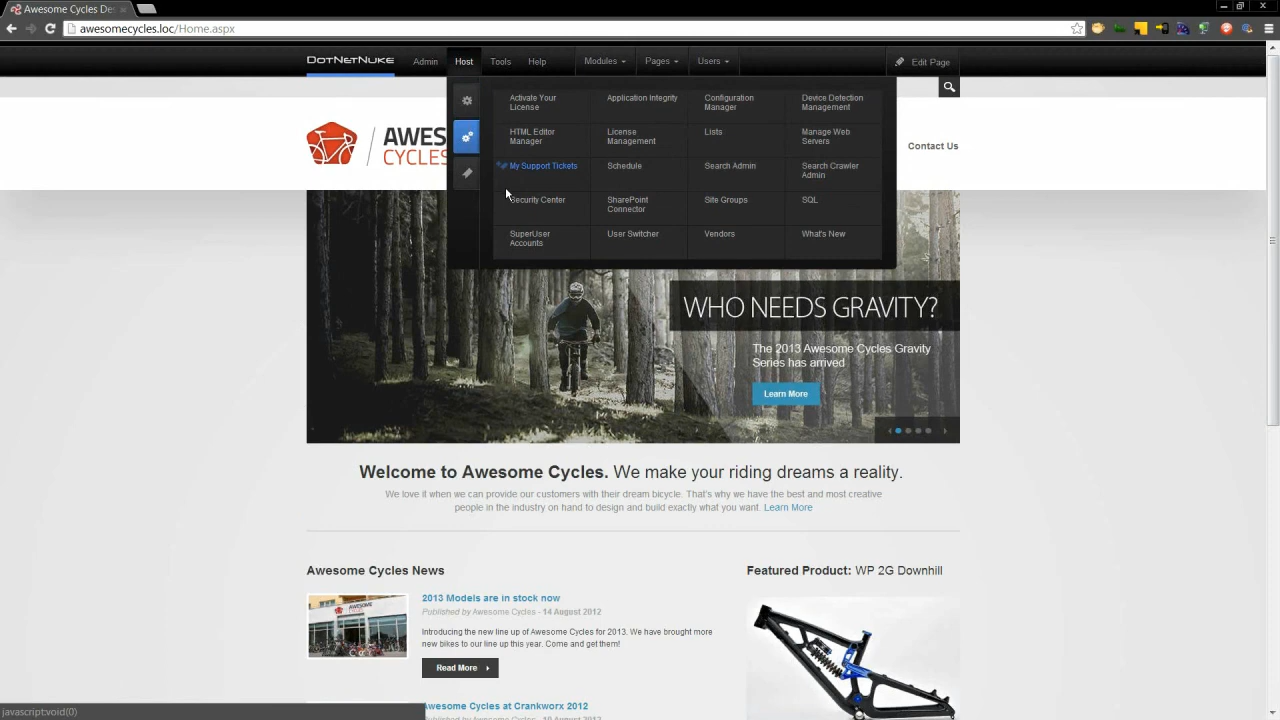 Awesome Cycles Des
awesomecycles.loc/Home.aspx
DOTNETNUKE Admin Host Tools Help Modules Pages Users Edit Page
Activate Your License
Application Integrity
Configuration Manager
Device Detection Management
HTML Editor Manager
License Management
Lists
Manage Web Servers
My Support Tickets
Schedule
Search Admin
Search Crawler Admin
Security Center
SharePoint Connector
Site Groups
SQL
SuperUser Accounts
User Switcher
Vendors
What's New
AWES
CYCLES
Contact Us
WHO NEEDS GRAVITY?
The 2013 Awesome Cycles Gravity
Series has arrived
Learn More
Welcome to Awesome Cycles. We make your riding dreams a reality.
We love it when we can provide our customers with their dream bicycle. That's why we have the best and most creative
people in the industry on hand to design and build exactly what you want. Learn More
Awesome Cycles News
Featured Product: WP 2G Downhill
2013 Models are in stock now
Published by Awesome Cycles - 14 August 2012
Introducing the new line up of Awesome Cycles for 2013. We have brought more
new bikes to our line up this year. Come and get them!
Read More
Awesome Cycles at Crankworx 2012
Published by Awesome Cycles - 14 August 2012
javascript:void(0)